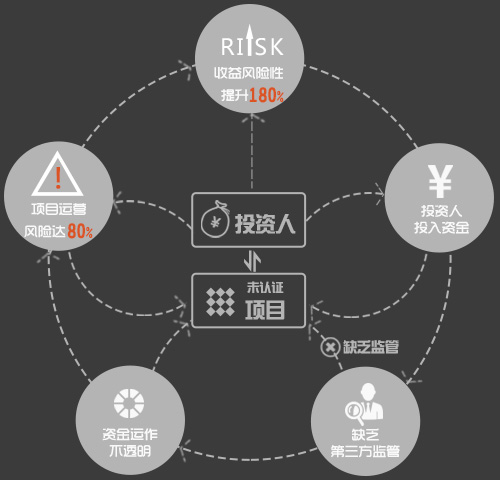 RISK
收益风险性
提升180%
项目运营
风险达80%
¥
投资人
投入资金
¥
投资人
未认证
项目
缺乏监管
资金运作
不透明
缺乏
第三方监管